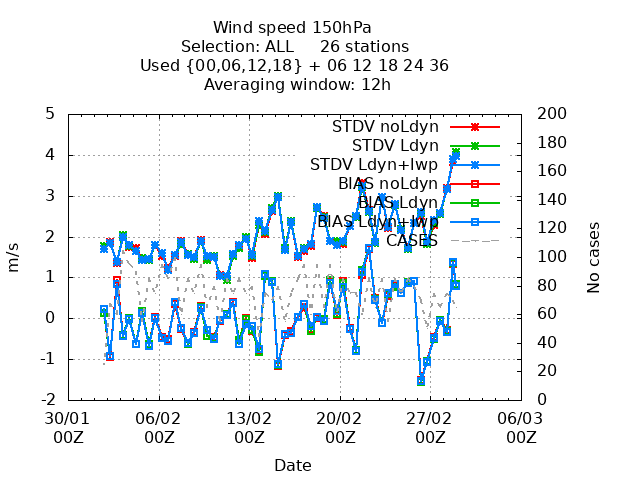 Wind speed 150hPa
Selection: ALL 26 stations
Used {00,06,12,18} + 06 12 18 24 36
Averaging window: 12h
STDV noLdyn
STDV Ldyn
STDV Ldyn+lwp
BIAS noLdyn
BIAS Ldyn
BIAS Ldyn+lwp
CASES
m/s
5
4
3
2
1
0
-1
-2
200
180
160
140
120
100
80
60
40
20
0
No cases
30/01 06/02 13/02 20/02 27/02 06/03
00Z 00Z 00Z 00Z 00Z 00Z
Date